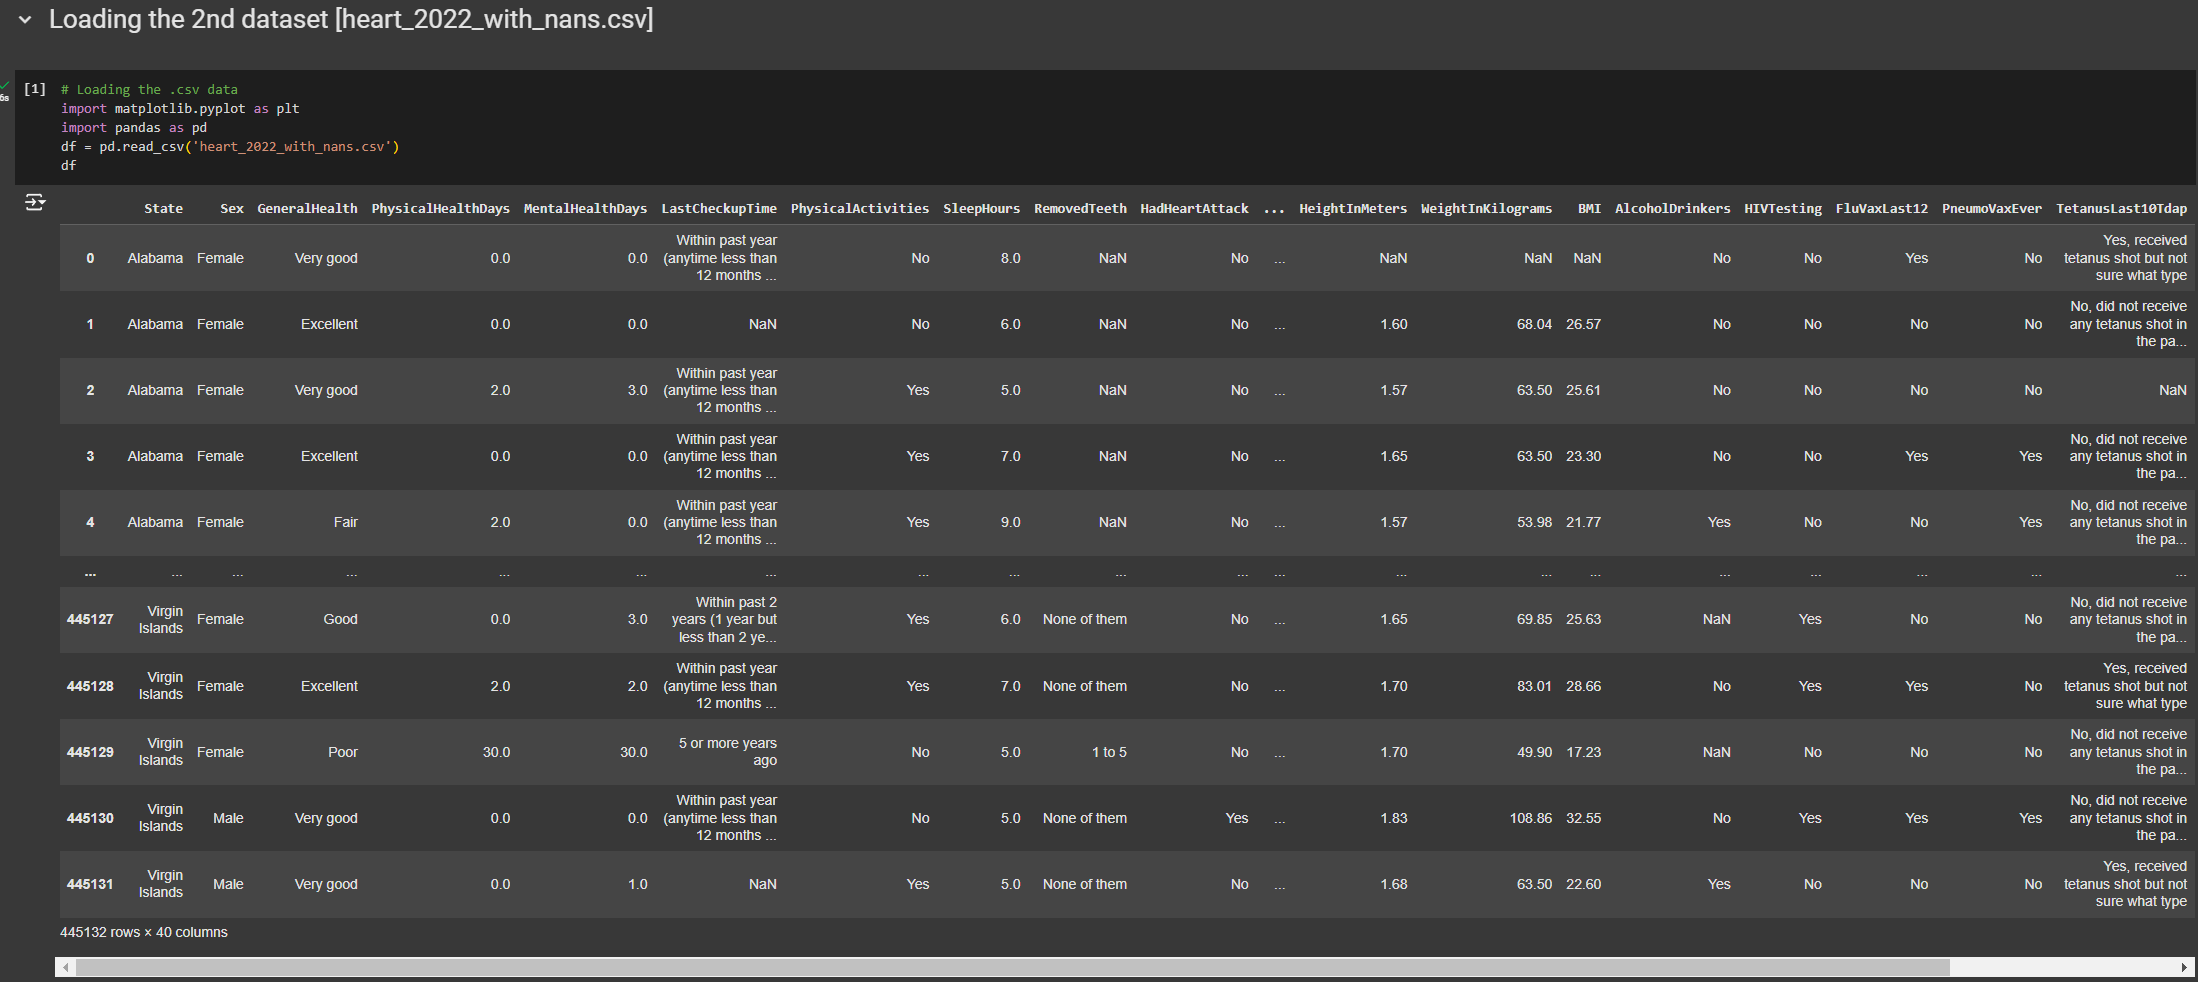 Loading the 2nd dataset [heart_2022_with_nans.csv]
[1] # Loading the .csv data
6s import matplotlib.pyplot as plt
import pandas as pd
df = pd.read_csv('heart_2022_with_nans.csv')
df
State Sex GeneralHealth PhysicalHealthDays MentalHealthDays LastCheckupTime PhysicalActivities SleepHours RemovedTeeth HadHeartAttack ... HeightInMeters WeightInKilograms BMI AlcoholDrinkers HIVTesting FluVaxLast12 PneumoVaxEver TetanusLast10Tdap
0 Alabama Female Very good 0.0 0.0 Within past year (anytime less than 12 months ... No 8.0 NaN No ... NaN NaN NaN No No Yes No Yes, received tetanus shot but not sure what type
1 Alabama Female Excellent 0.0 0.0 NaN No 6.0 NaN No ... 1.60 68.04 26.57 No No No No No, did not receive any tetanus shot in the pa...
2 Alabama Female Very good 2.0 3.0 Within past year (anytime less than 12 months ... Yes 5.0 NaN No ... 1.57 63.50 25.61 No No No No NaN
3 Alabama Female Excellent 0.0 0.0 Within past year (anytime less than 12 months ... Yes 7.0 NaN No ... 1.65 63.50 23.30 No No Yes Yes No, did not receive any tetanus shot in the pa...
4 Alabama Female Fair 2.0 0.0 Within past year (anytime less than 12 months ... Yes 9.0 NaN No ... 1.57 53.98 21.77 Yes No No Yes No, did not receive any tetanus shot in the pa...
... ... ... ... ... ... ... ... ... ... ... ... ... ... ... ... ... ... ... ...
445127 Virgin Islands Female Good 0.0 3.0 Within past 2 years (1 year but less than 2 ye... Yes 6.0 None of them No ... 1.65 69.85 25.63 NaN Yes No No No, did not receive any tetanus shot in the pa...
445128 Virgin Islands Female Excellent 2.0 2.0 Within past year (anytime less than 12 months ... Yes 7.0 None of them No ... 1.70 83.01 28.66 No Yes Yes No Yes, received tetanus shot but not sure what type
445129 Virgin Islands Female Poor 30.0 30.0 5 or more years ago No 5.0 1 to 5 No ... 1.70 49.90 17.23 NaN No No No No, did not receive any tetanus shot in the pa...
445130 Virgin Islands Male Very good 0.0 0.0 Within past year (anytime less than 12 months ... No 5.0 None of them Yes ... 1.83 108.86 32.55 No Yes Yes Yes No, did not receive any tetanus shot in the pa...
445131 Virgin Islands Male Very good 0.0 1.0 NaN Yes 5.0 None of them No ... 1.68 63.50 22.60 Yes No No No Yes, received tetanus shot but not sure what type
445132 rows × 40 columns